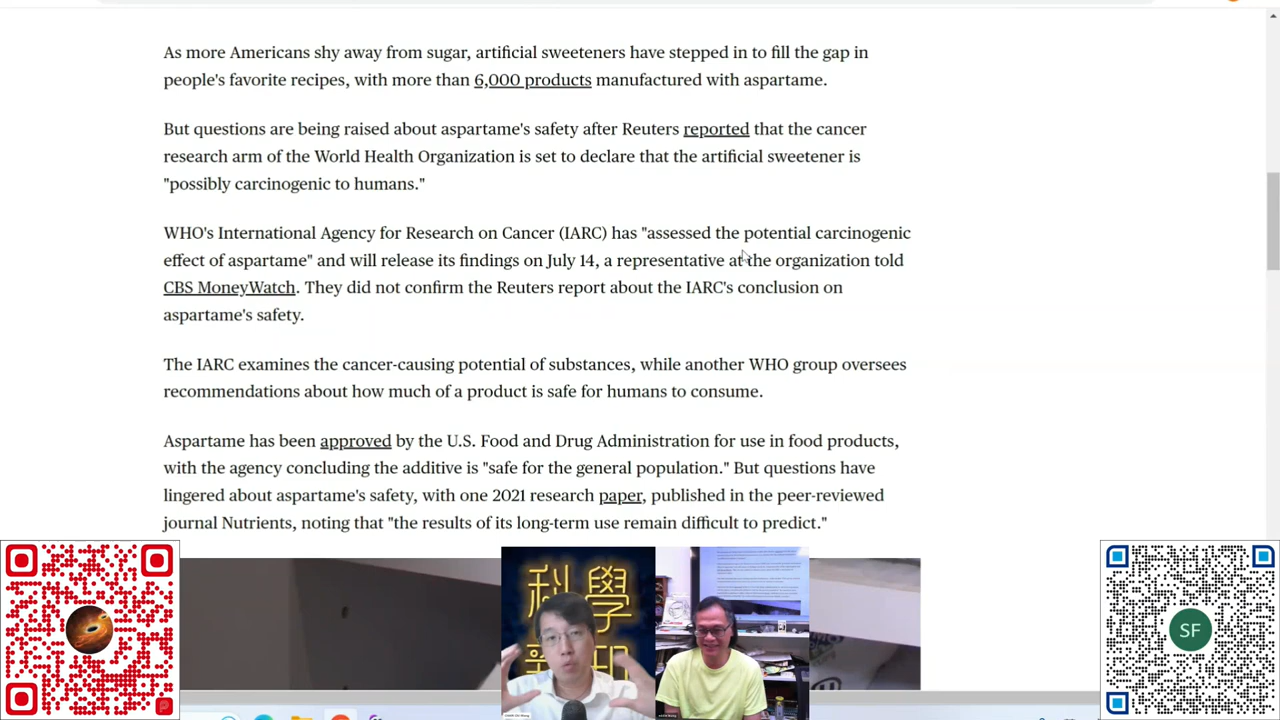 As more Americans shy away from sugar, artificial sweeteners have stepped in to fill the gap in
people's favorite recipes, with more than 6,000 products manufactured with aspartame.
But questions are being raised about aspartame's safety after Reuters reported that the cancer
research arm of the World Health Organization is set to declare that the artificial sweetener is
"possibly carcinogenic to humans."
WHO's International Agency for Research on Cancer (IARC) has "assessed the potential carcinogenic
effect of aspartame" and will release its findings on July 14, a representative at the organization told
CBS MoneyWatch. They did not confirm the Reuters report about the IARC's conclusion on
aspartame's safety.
The IARC examines the cancer-causing potential of substances, while another WHO group oversees
recommendations about how much of a product is safe for humans to consume.
Aspartame has been approved by the U.S. Food and Drug Administration for use in food products,
with the agency concluding the additive is "safe for the general population." But questions have
lingered about aspartame's safety, with one 2021 research paper, published in the peer-reviewed
journal Nutrients, noting that "the results of its long-term use remain difficult to predict."
科學
SF